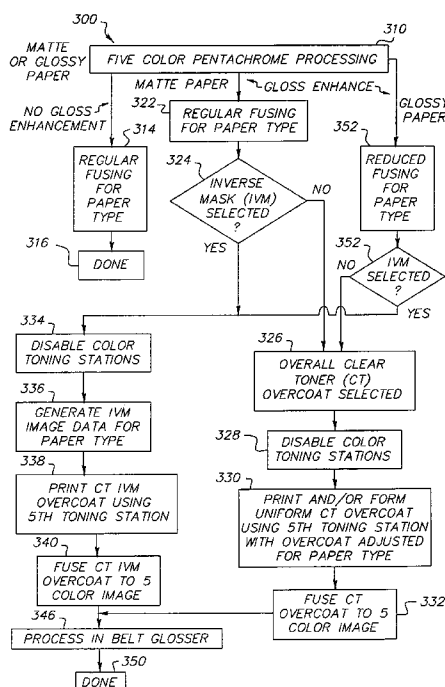 300
310
MATTE
OR GLOSSY
PAPER
FIVE COLOR PENTACHROME PROCESSING
MATTE PAPER
GLOSS ENHANCE
NO GLOSS
ENHANCEMENT
GLOSSY
PAPER
314
REGULAR
FUSING
FOR
PAPER
TYPE
316
DONE
322
REGULAR FUSING
FOR PAPER TYPE
324
INVERSE
MASK (IVM)
SELECTED
?
NO
YES
352
REDUCED
FUSING
FOR
PAPER
TYPE
352
IVM
SELECTED
?
NO
YES
334
DISABLE COLOR
TONING STATIONS
336
GENERATE IVM
IMAGE DATA FOR
PAPER TYPE
338
PRINT CT IVM
OVERCOAT USING
5TH TONING STATION
340
FUSE CT IVM
OVERCOAT TO 5
COLOR IMAGE
326
OVERALL CLEAR
TONER (CT)
OVERCOAT SELECTED
328
DISABLE COLOR
TONING STATIONS
330
PRINT AND/OR FORM
UNIFORM CT OVERCOAT
USING 5TH TONING STATION
WITH OVERCOAT ADJUSTED
FOR PAPER TYPE
FUSE CT
OVERCOAT TO 5
COLOR IMAGE
332
346
PROCESS IN BELT GLOSSER
350
DONE